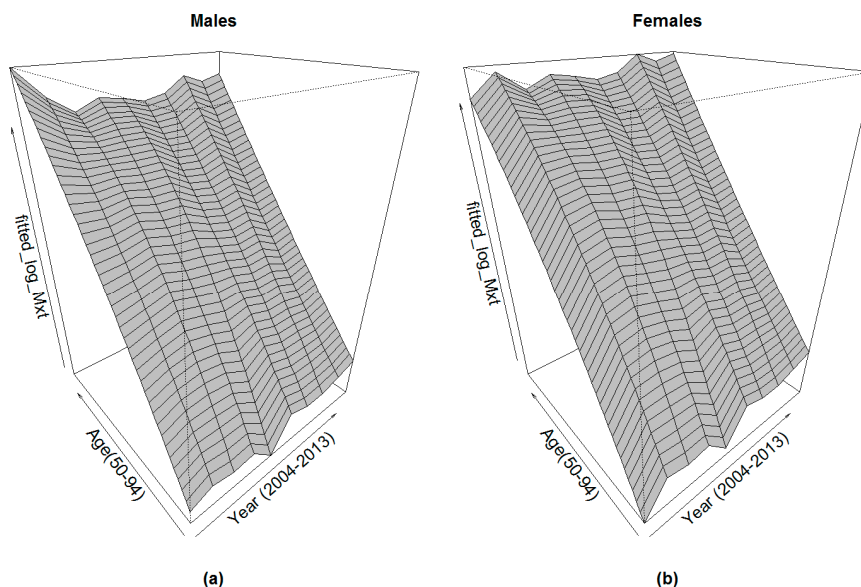 Males
fitted_log_Mxt
Age(50-94)
Year (2004-2013)
(a)
Females
fitted_log_Mxt
Age(50-94)
Year (2004-2013)
(b)